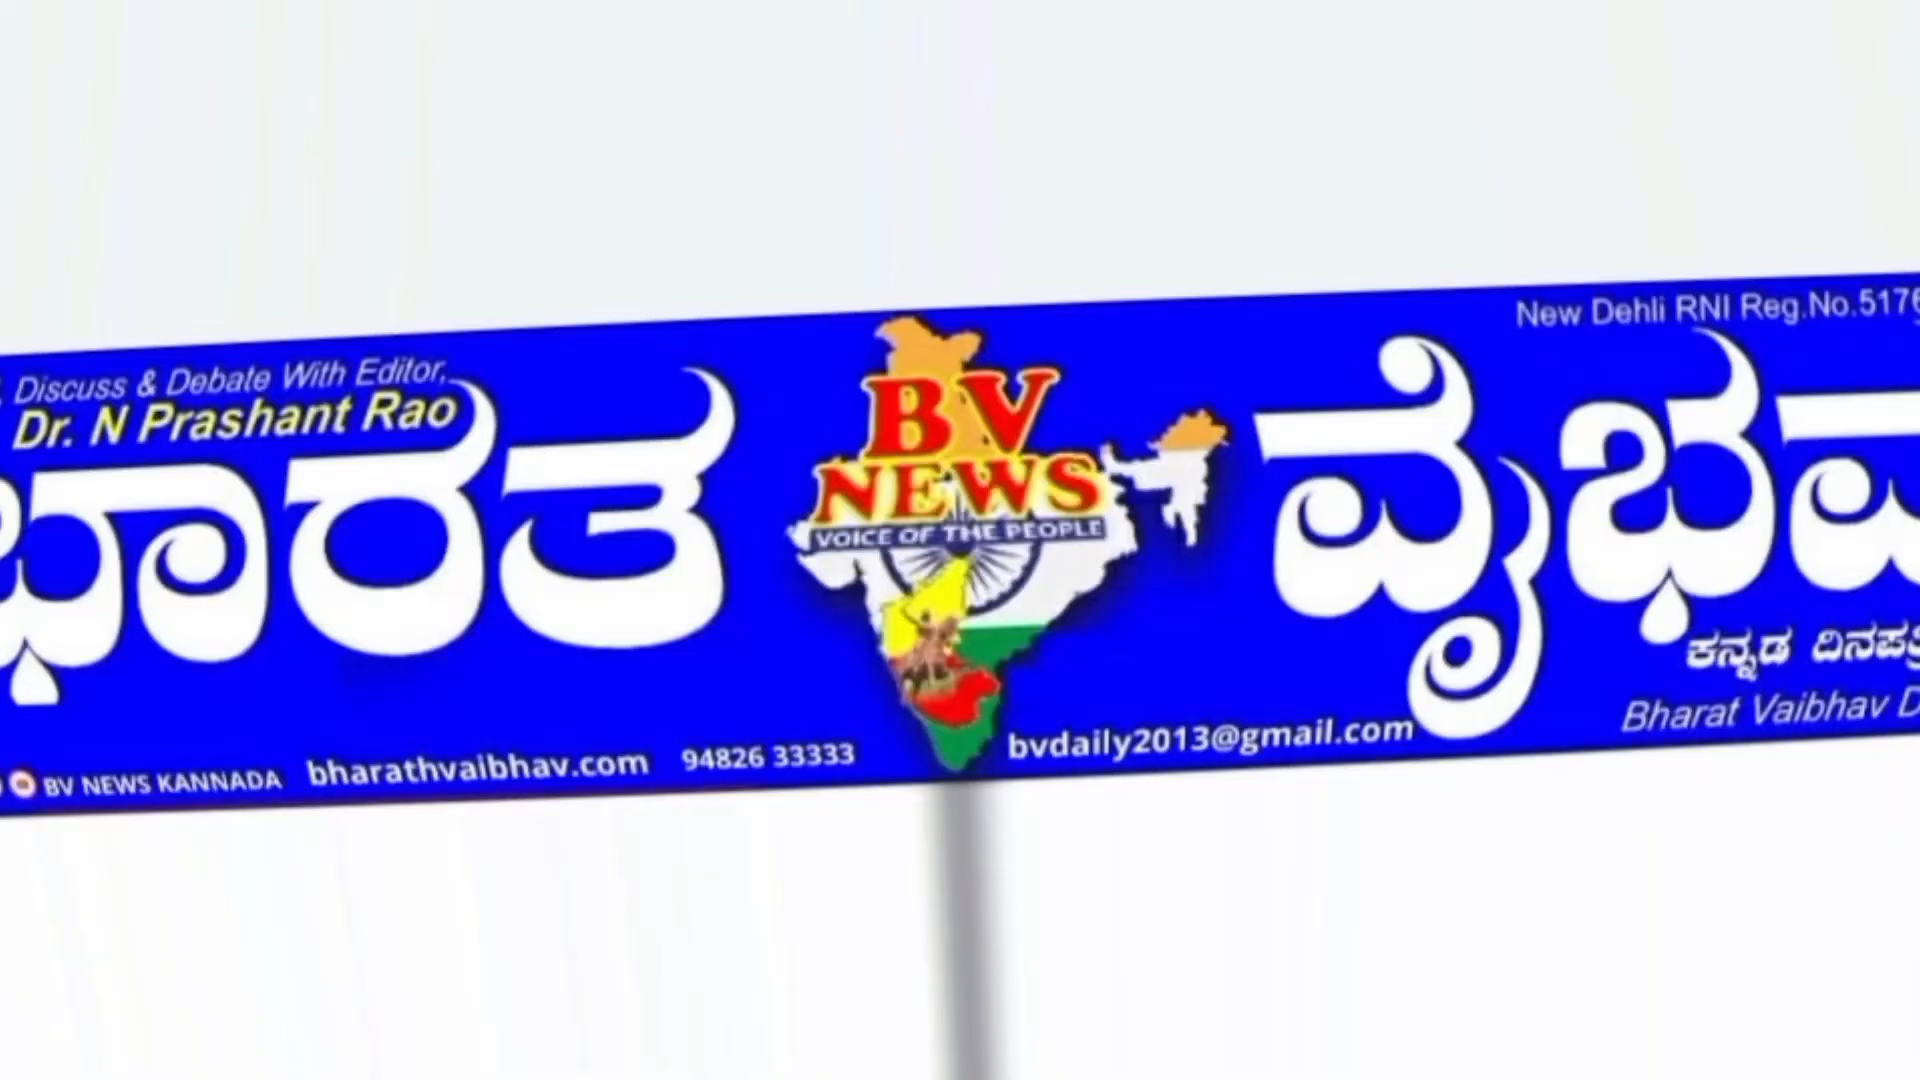 Discuss & Debate With Editor,
Dr. N Prashant Rao
New Dehli RNI Reg.No.5176
ಭಾರತ
BV
NEWS
VOICE OF THE PEOPLE
ವೈಭವ
ಕನ್ನಡ ದಿನಪತ್ರಿ
Bharat Vaibhav D
BV NEWS KANNADA bharathvaibhav.com 94826 33333 bvdaily2013@gmail.com